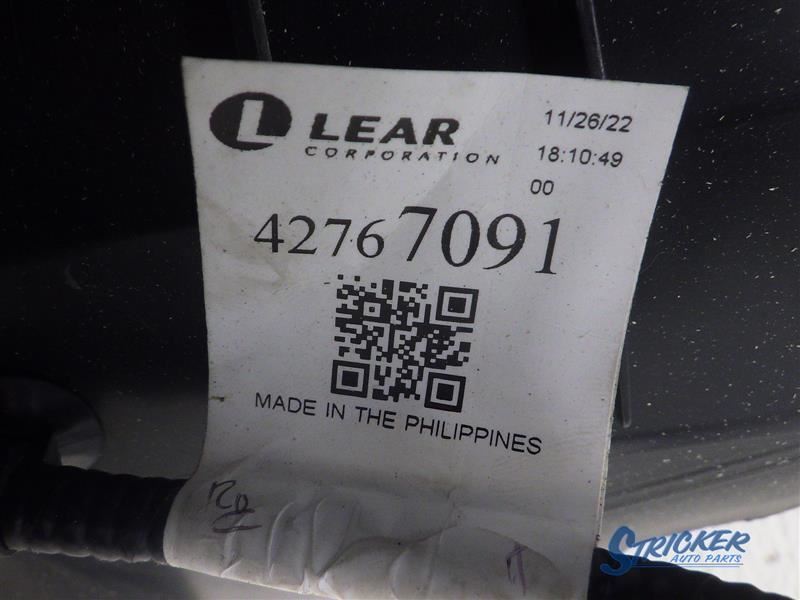 L LEAR
CORPORATION
11/26/22
18:10:49
00
42767091
MADE IN THE PHILIPPINES
STRICKER
AUTO PARTS